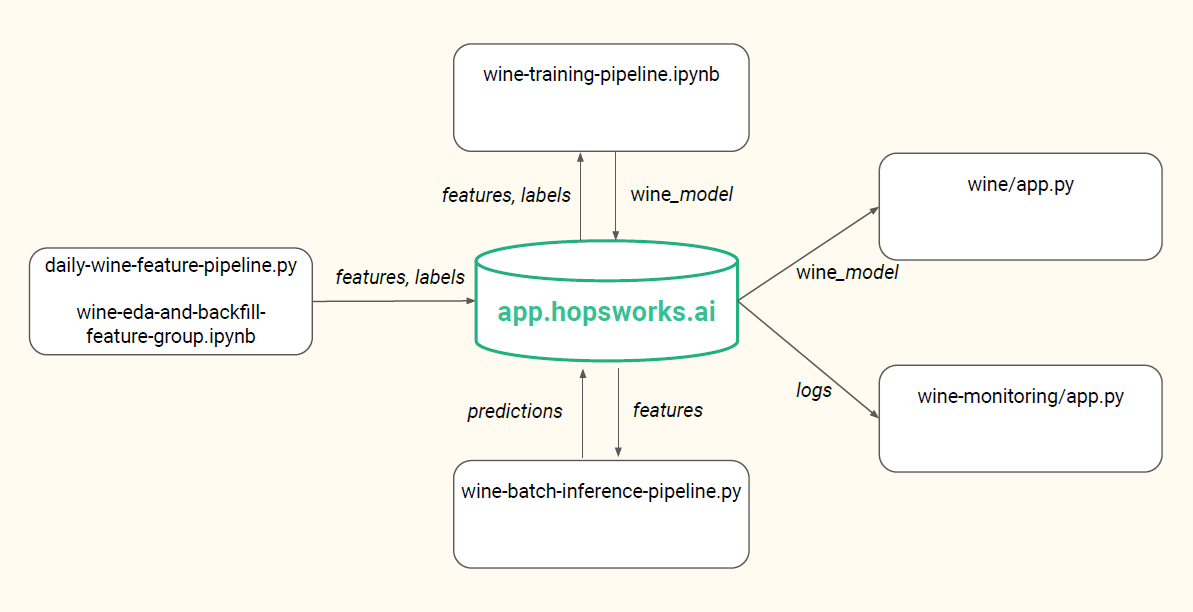 wine-training-pipeline.ipynb
features, labels
wine_model
wine/app.py
daily-wine-feature-pipeline.py
wine-eda-and-backfill-
feature-group.ipynb
features, labels
app.hopsworks.ai
wine_model
logs
wine-monitoring/app.py
predictions
features
wine-batch-inference-pipeline.py